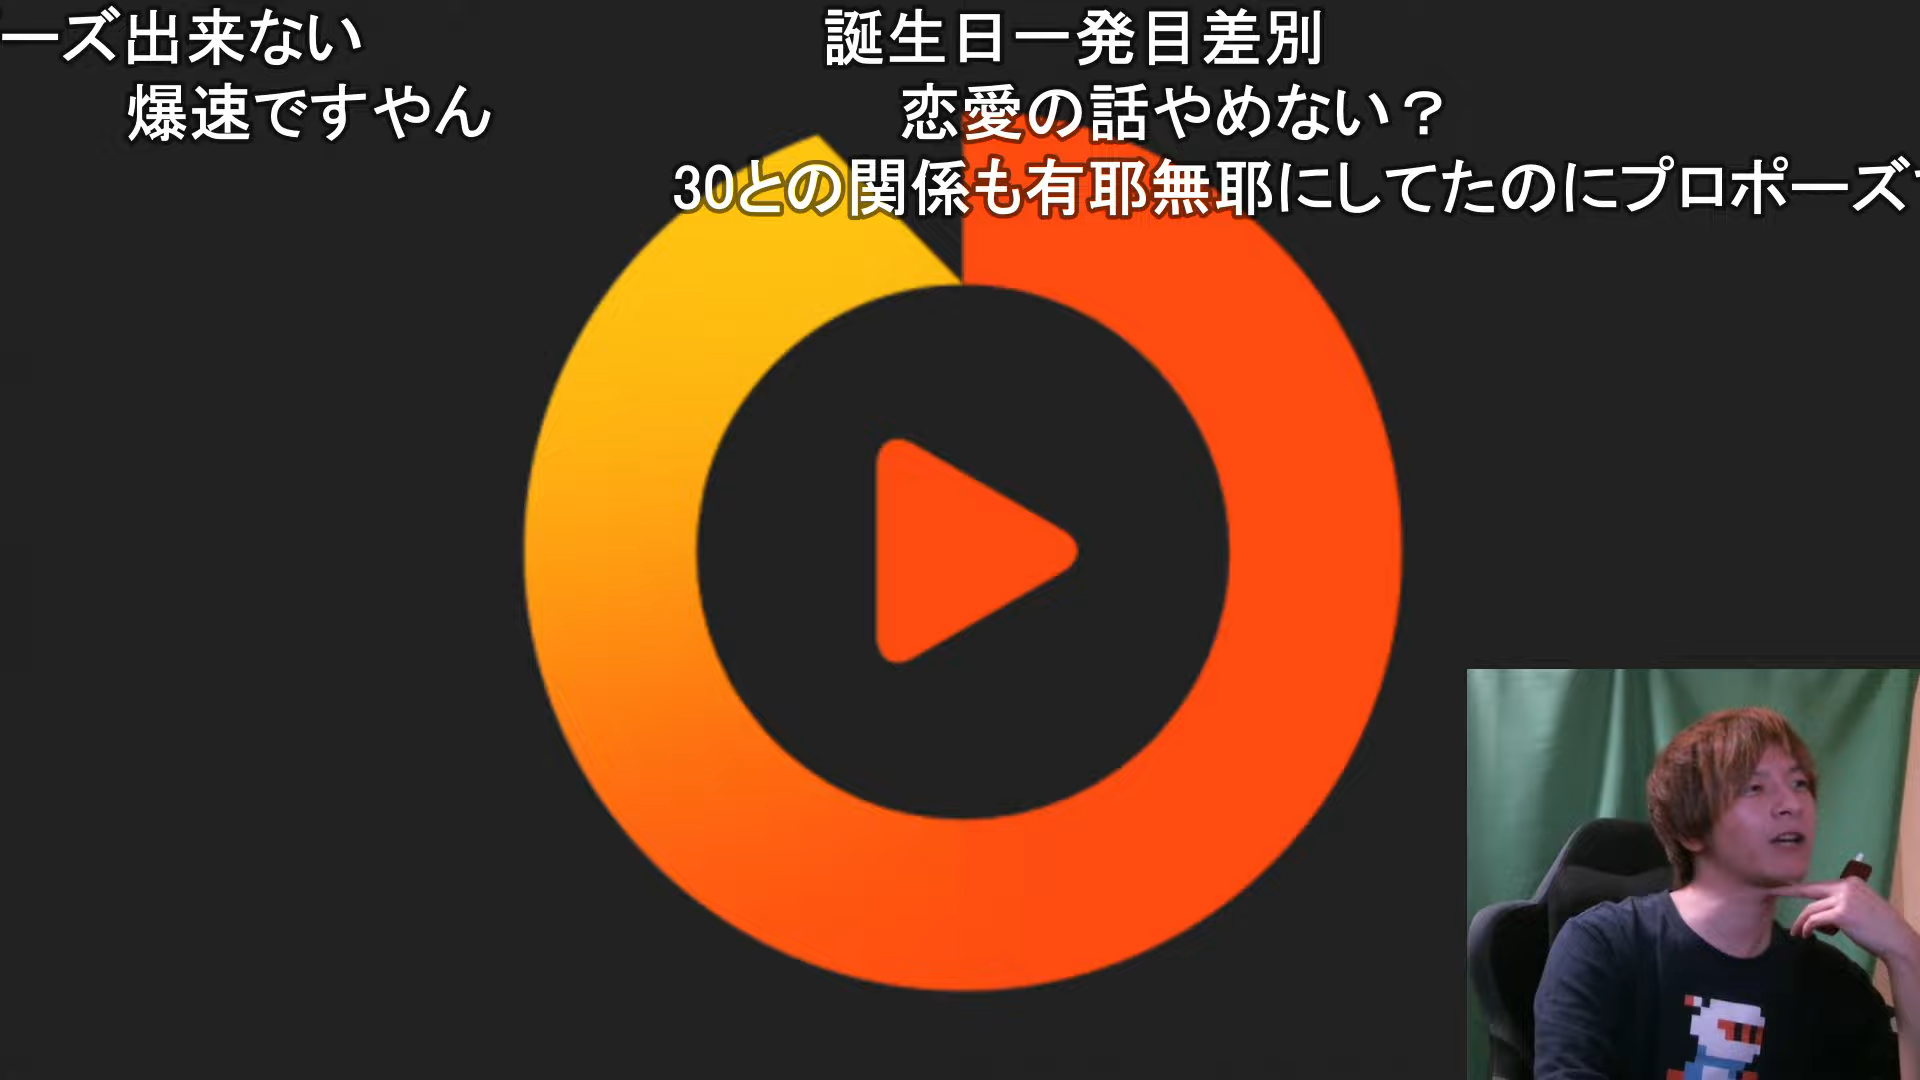 ーズ出来ない
誕生日一発目差別
爆速ですやん
恋愛の話やめない？
30との関係も有耶無耶にしてたのにプロポーズ